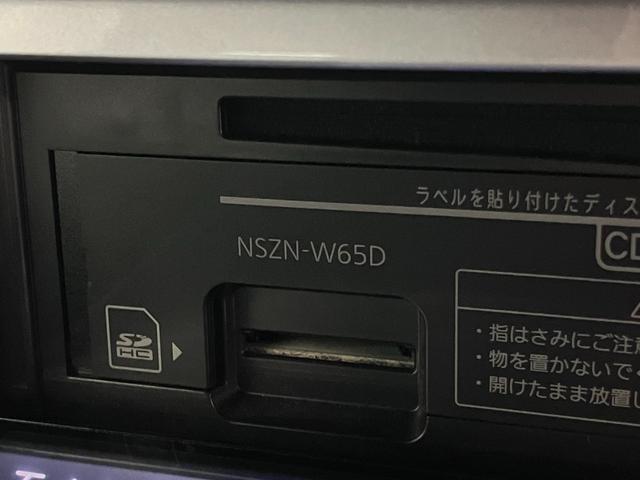 ラベルを貼り付けたディス
CD
NSZN-W65D
SD
HC
・指はさみにご注意
・物を置かないで
・開けたまま放置し